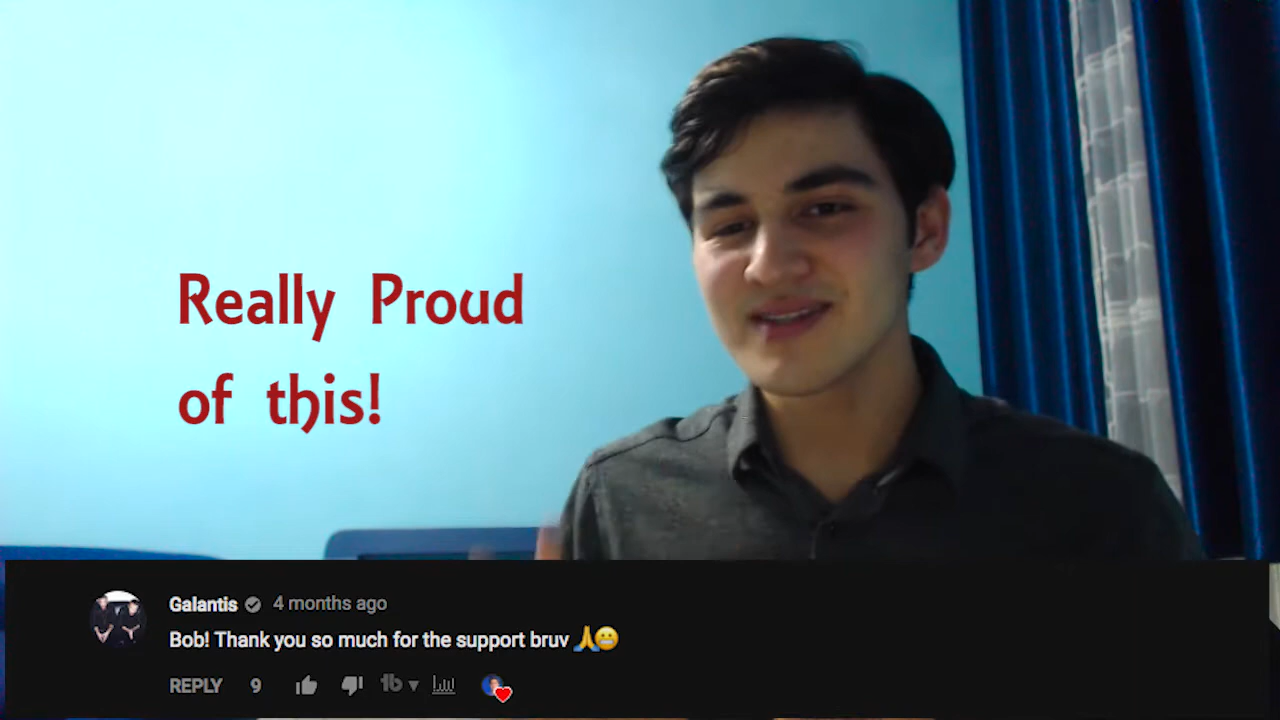 Really Proud
of this!
Galantis 4 months ago
Bob! Thank you so much for the support bruv 🙏😬
REPLY 9 tb